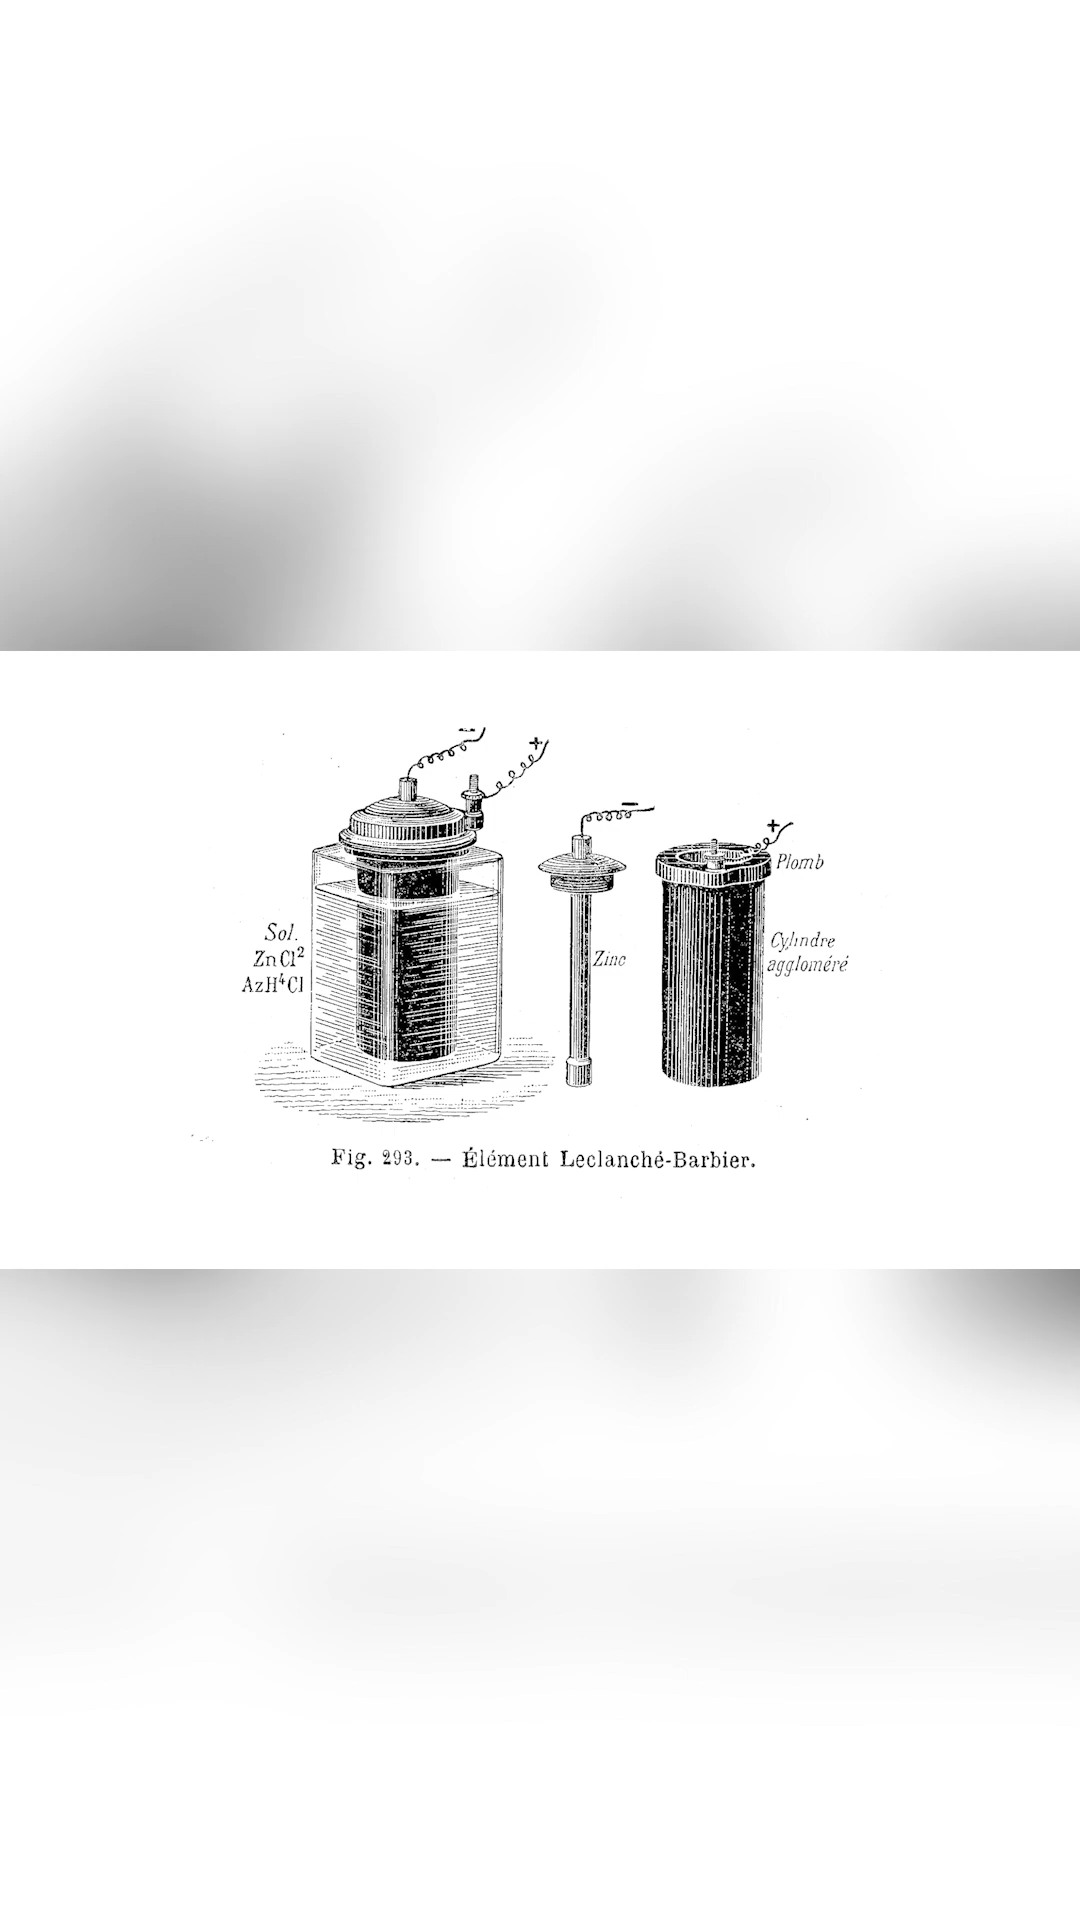 Sol.
ZnCl²
AzH⁴Cl
-
+
-
Zinc
+
Plomb
Cylindre
aggloméré
Fig. 293. — Élément Leclanché-Barbier.